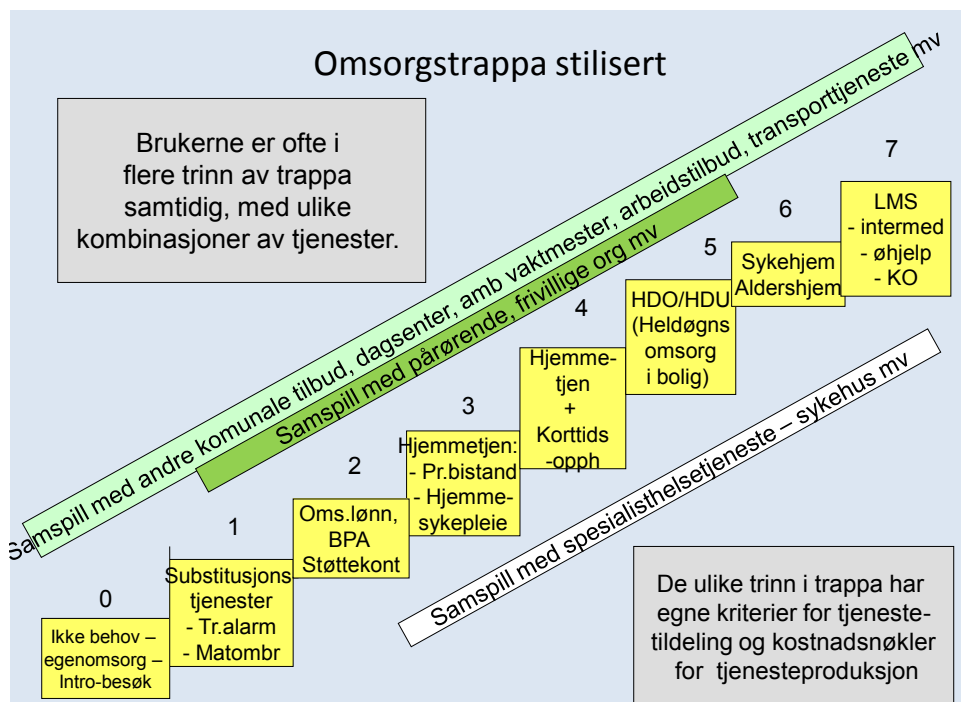 Omsorgstrappa stilisert
Brukerne er ofte i
flere trinn av trappa
samtidig, med ulike
kombinasjoner av tjenester.
Samspill med andre komunale tilbud, dagsenter, amb vaktmester, arbeidstilbud, transporttjeneste mv
Samspill med pårørende, frivillige org mv
0
Ikke behov –
egenomsorg –
Intro-besøk
1
Substitusjons
tjenester
- Tr.alarm
- Matombr
2
Oms.lønn,
BPA
Støttekont
3
Hjemmetjen:
- Pr.bistand
- Hjemme-
sykepleie
4
Hjemme-
tjen
+
Korttids
-opph
5
HDO/HDU
(Heldøgns
omsorg
i bolig)
6
Sykehjem
Aldershjem
7
LMS
- intermed
- øhjelp
- KO
Samspill med spesialisthelsetjeneste – sykehus mv
De ulike trinn i trappa har
egne kriterier for tjeneste-
tildeling og kostnadsnøkler
for tjenesteproduksjon